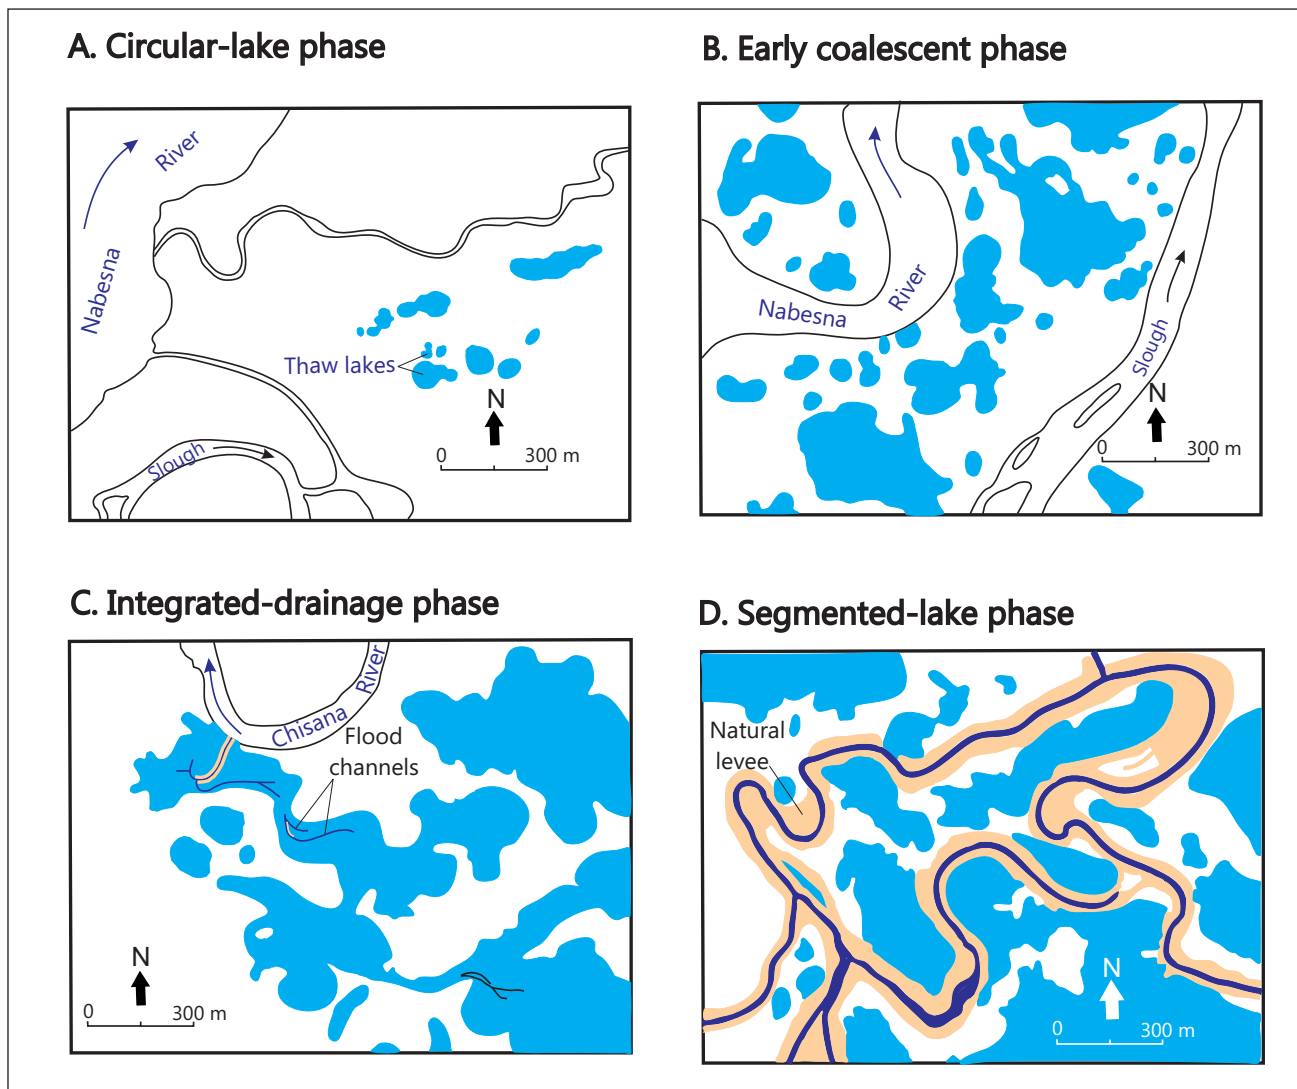 A. Circular-lake phase
River
Nabesna
Thaw lakes
N
Slough
0 300 m
B. Early coalescent phase
Nabesna
River
Slough
N
0 300 m
C. Integrated-drainage phase
River
Chisana
Flood
channels
N
0 300 m
D. Segmented-lake phase
Natural
levee
N
0 300 m